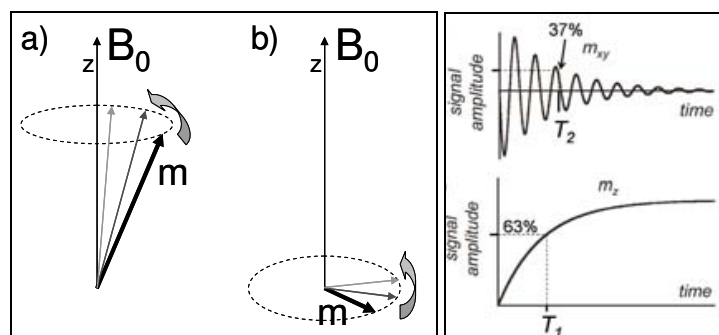 a)
B0
z
m
b)
B0
z
m
signal
amplitude
37%
mxy
time
T2
signal
amplitude
mz
63%
time
T1